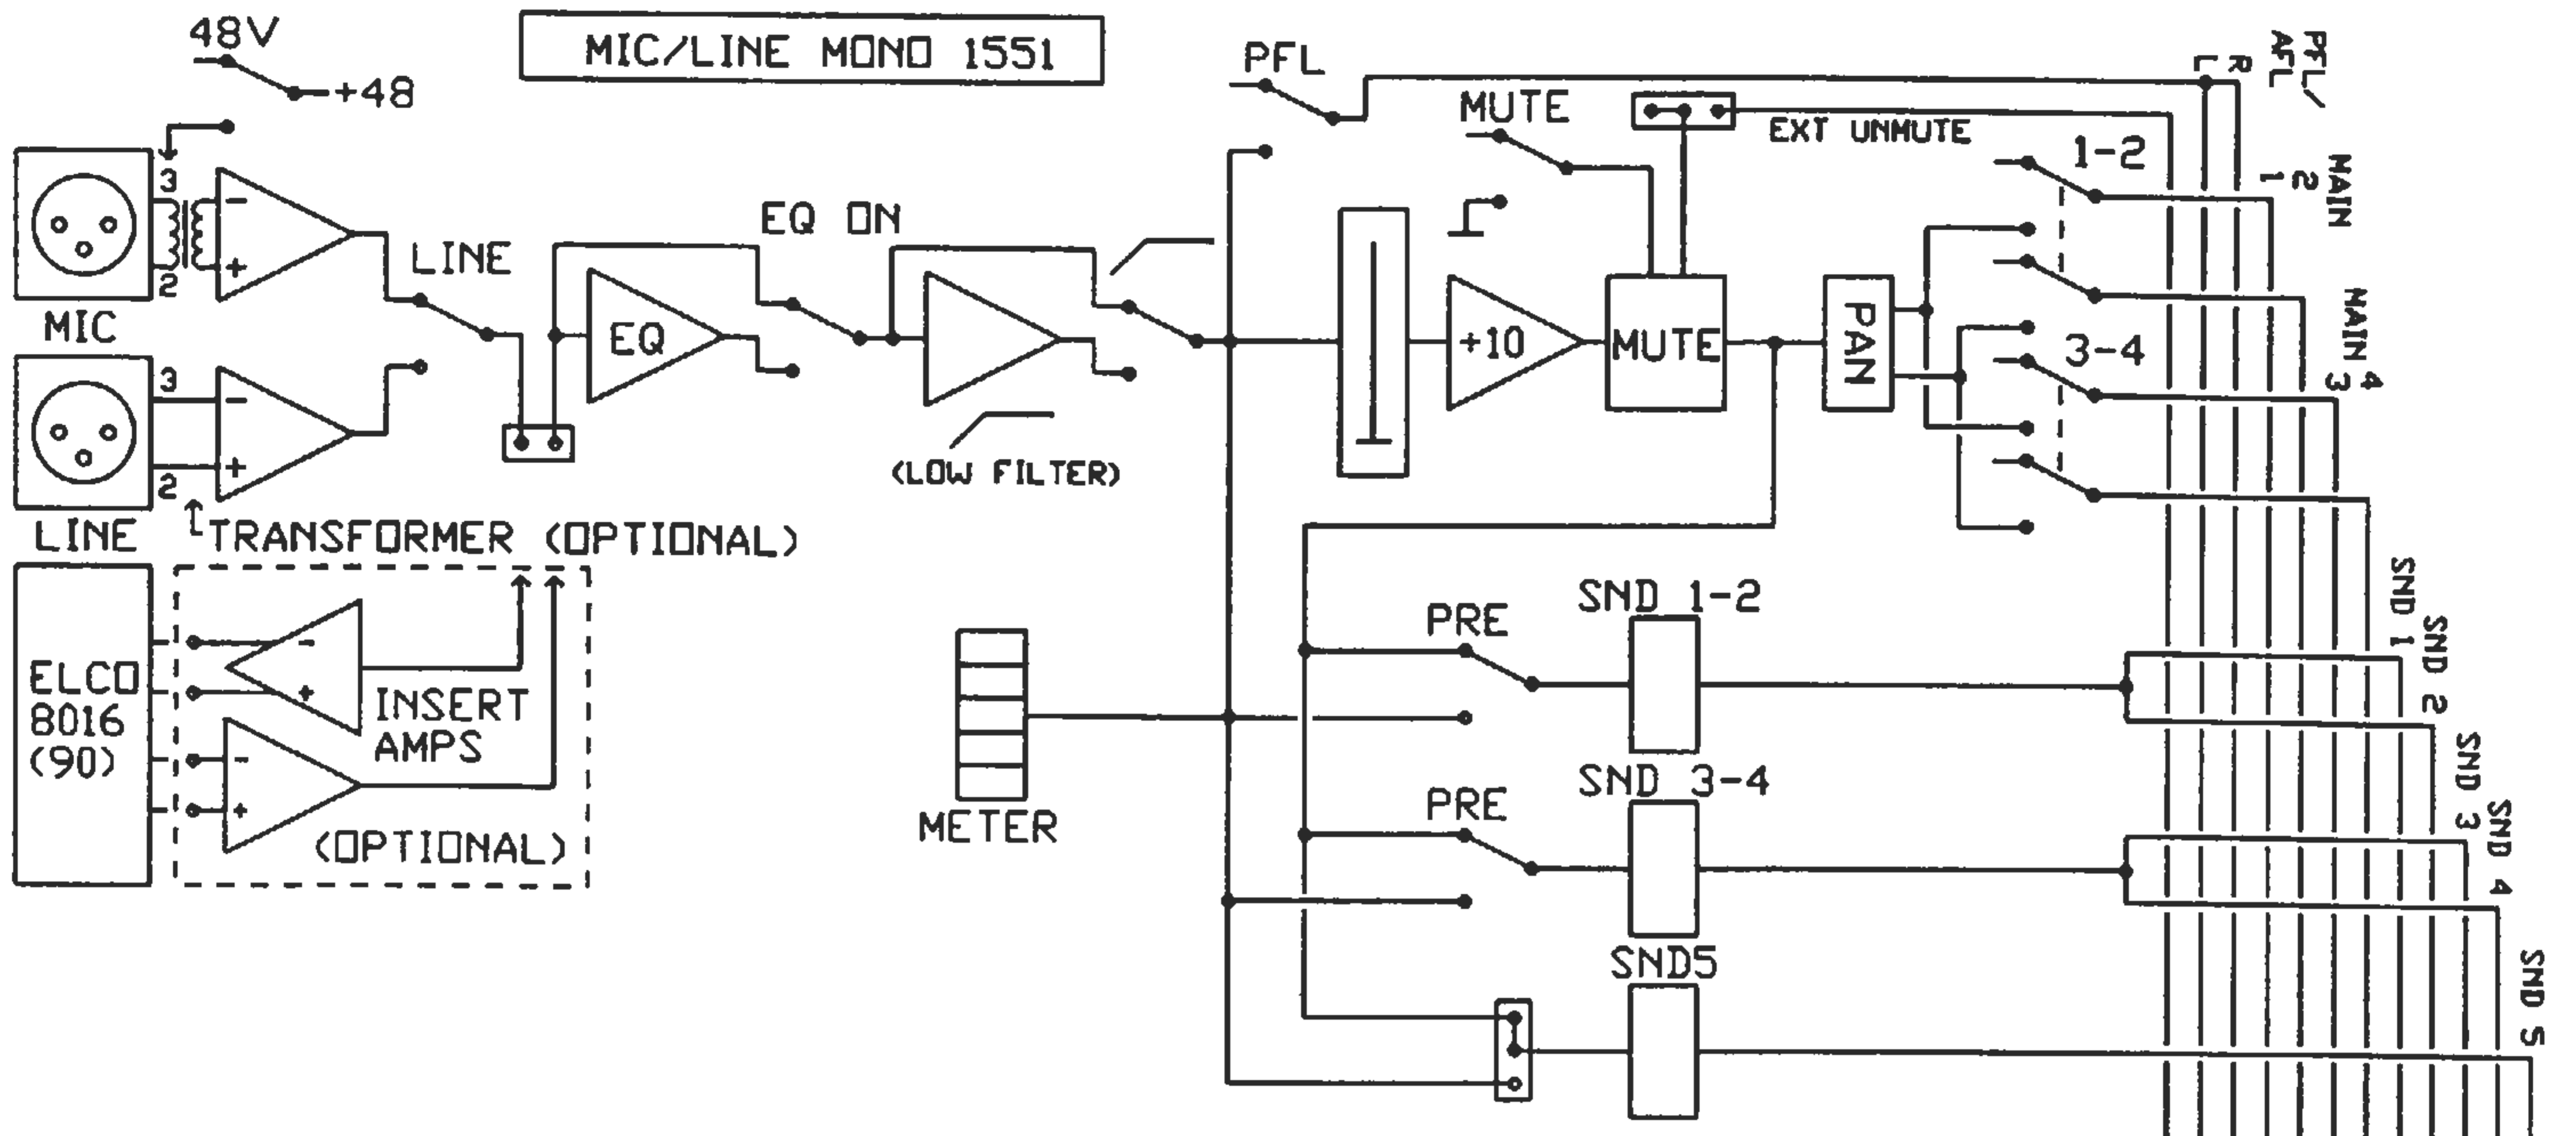 48V
+48
MIC/LINE MONO 1551
PFL
MUTE
EXT UNMUTE
L
R
PFL/
AFL
1-2
1
2
MAIN
3
2
-
+
MIC
LINE
EQ ON
EQ
+10
MUTE
PAN
3-4
MAIN
3
4
3
2
-
+
LINE
(LOW FILTER)
TRANSFORMER (OPTIONAL)
ELCO
8016
(90)
-
+
INSERT
AMPS
-
+
(OPTIONAL)
METER
PRE
SND 1-2
SND 1
SND 2
PRE
SND 3-4
SND 3
SND 4
SND5
SND 5